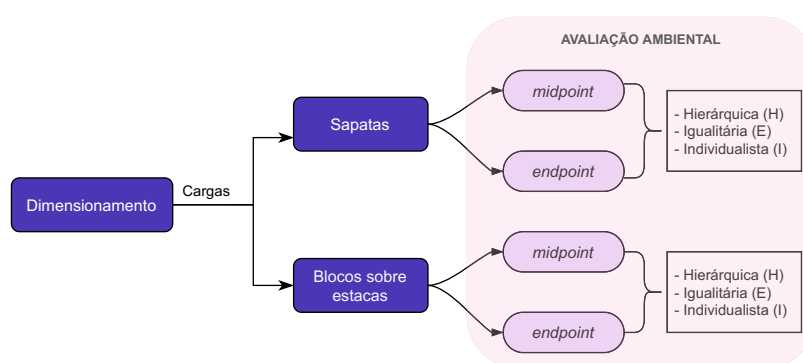 AVALIAÇÃO AMBIENTAL
midpoint
Sapatas
- Hierárquica (H)
- Igualitária (E)
- Individualista (I)
endpoint
Cargas
Dimensionamento
midpoint
Blocos sobre
estacas
- Hierárquica (H)
- Igualitária (E)
- Individualista (I)
endpoint